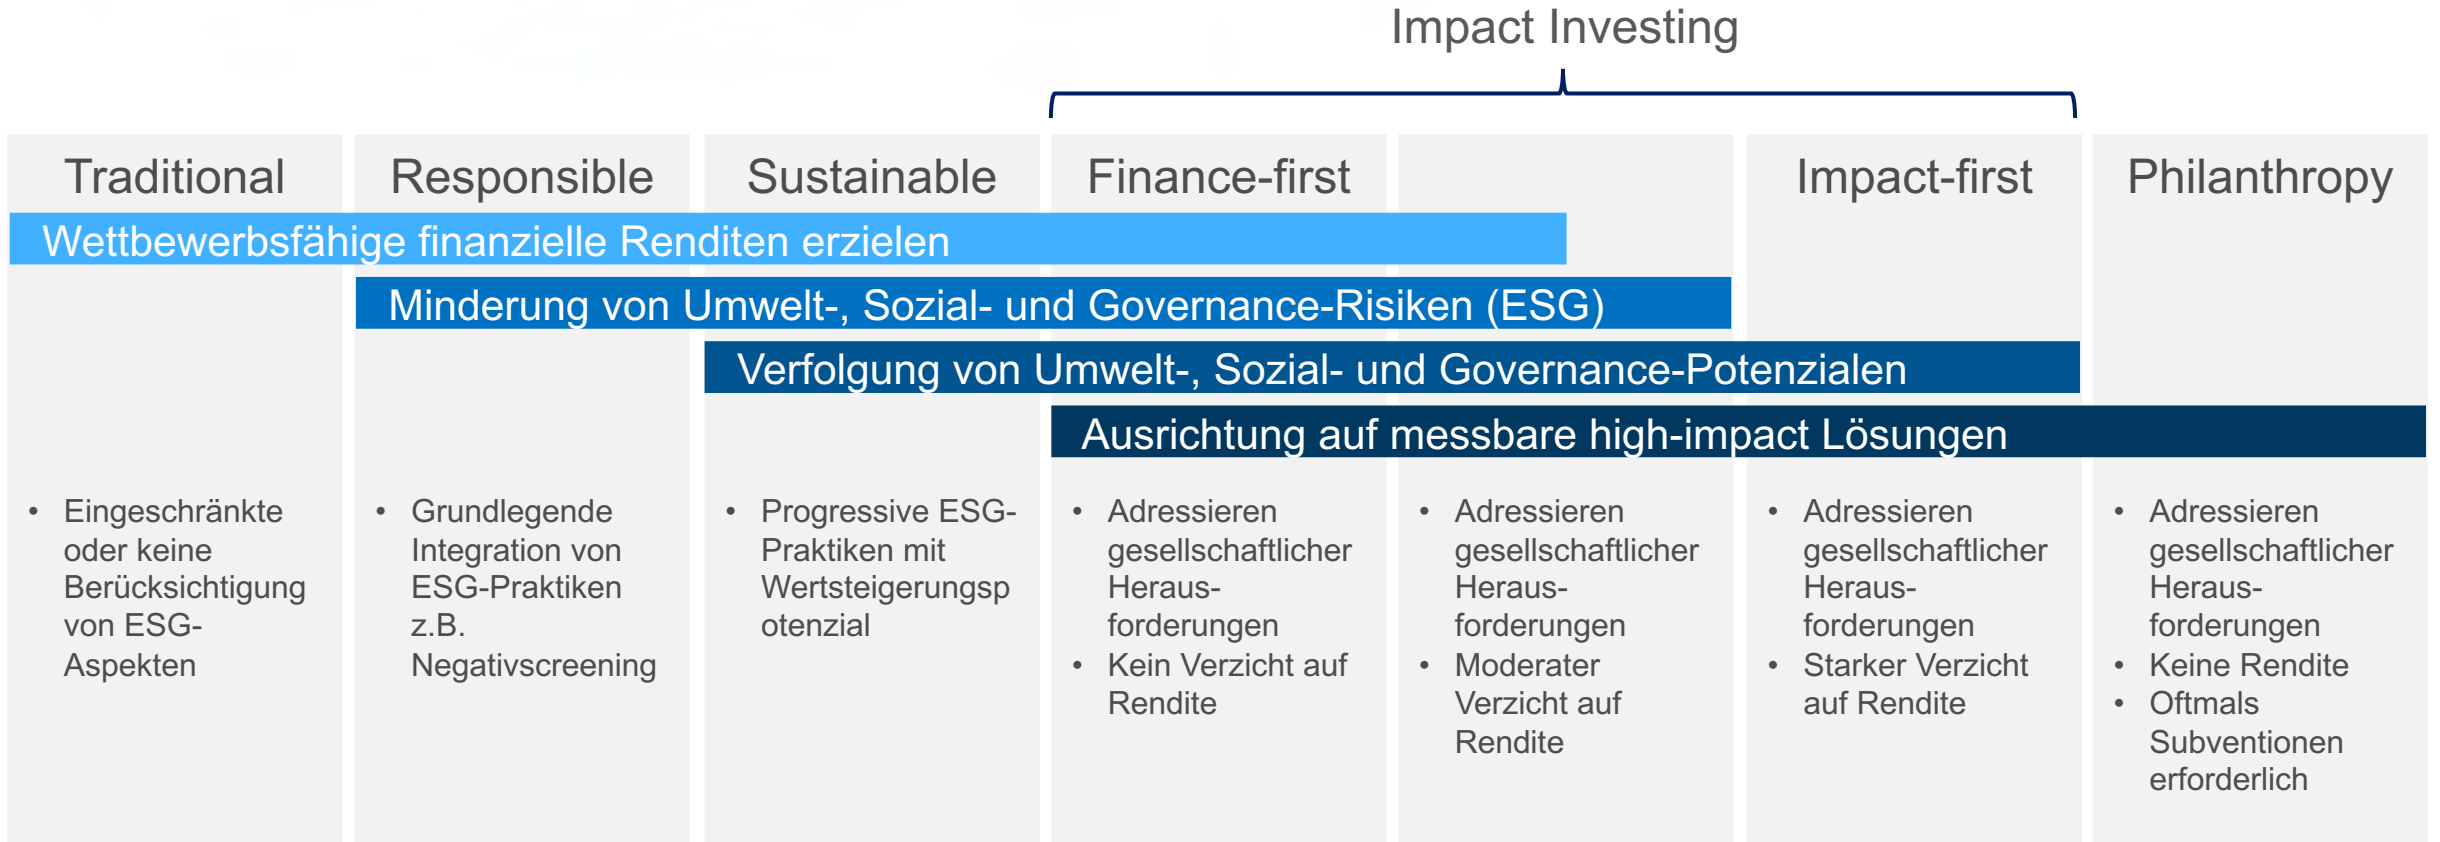 Impact Investing
Traditional
Responsible
Sustainable
Finance-first
Impact-first
Philanthropy
Wettbewerbsfähige finanzielle Renditen erzielen
Minderung von Umwelt-, Sozial- und Governance-Risiken (ESG)
Verfolgung von Umwelt-, Sozial- und Governance-Potenzialen
Ausrichtung auf messbare high-impact Lösungen
• Eingeschränkte
oder keine
Berücksichtigung
von ESG-
Aspekten
• Grundlegende
Integration von
ESG-Praktiken
z.B.
Negativscreening
• Progressive ESG-
Praktiken mit
Wertsteigerungsp
otenzial
• Adressieren
gesellschaftlicher
Heraus-
forderungen
• Kein Verzicht auf
Rendite
• Adressieren
gesellschaftlicher
Heraus-
forderungen
• Moderater
Verzicht auf
Rendite
• Adressieren
gesellschaftlicher
Heraus-
forderungen
• Starker Verzicht
auf Rendite
• Adressieren
gesellschaftlicher
Heraus-
forderungen
• Keine Rendite
• Oftmals
Subventionen
erforderlich